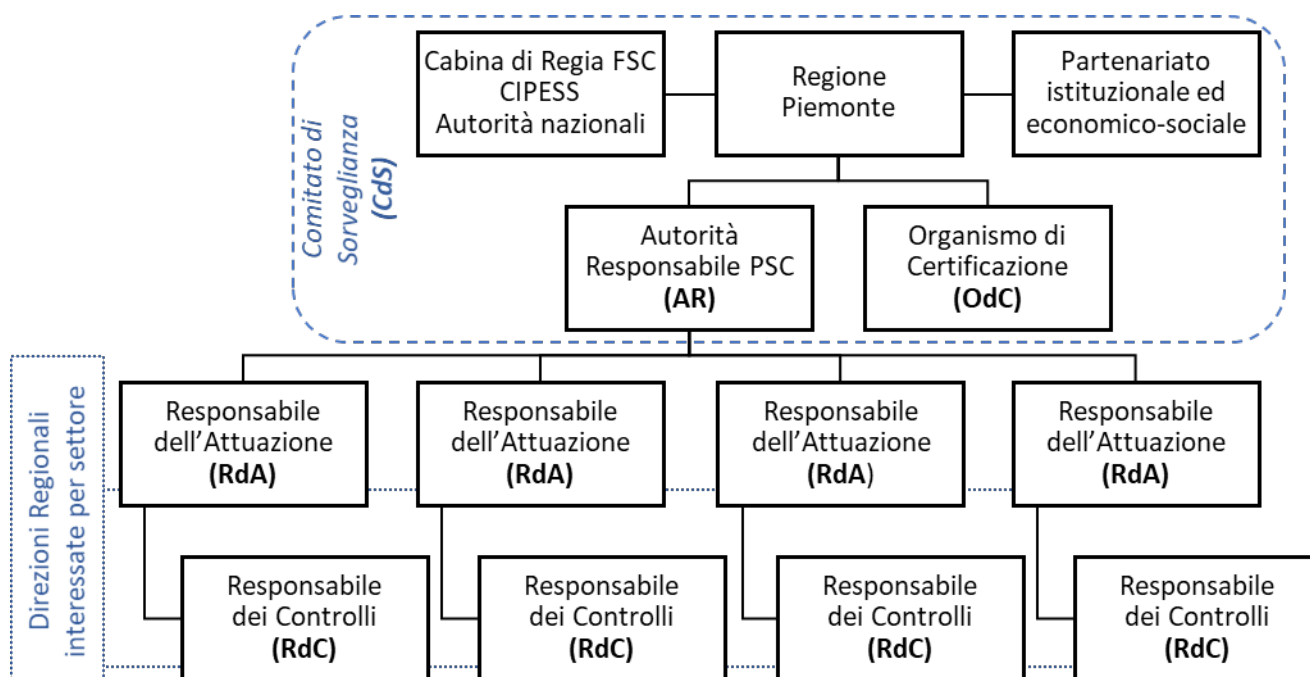 Cabina di Regia FSC
CIPESS
Autorità nazionali
Regione
Piemonte
Partenariato
istituzionale ed
economico-sociale
Comitato di
Sorveglianza
(CdS)
Autorità
Responsabile PSC
(AR)
Organismo di
Certificazione
(OdC)
Direzioni Regionali
interessate per settore
Responsabile
dell'Attuazione
(RdA)
Responsabile
dell'Attuazione
(RdA)
Responsabile
dell'Attuazione
(RdA)
Responsabile
dell'Attuazione
(RdA)
Responsabile
dei Controlli
(RdC)
Responsabile
dei Controlli
(RdC)
Responsabile
dei Controlli
(RdC)
Responsabile
dei Controlli
(RdC)